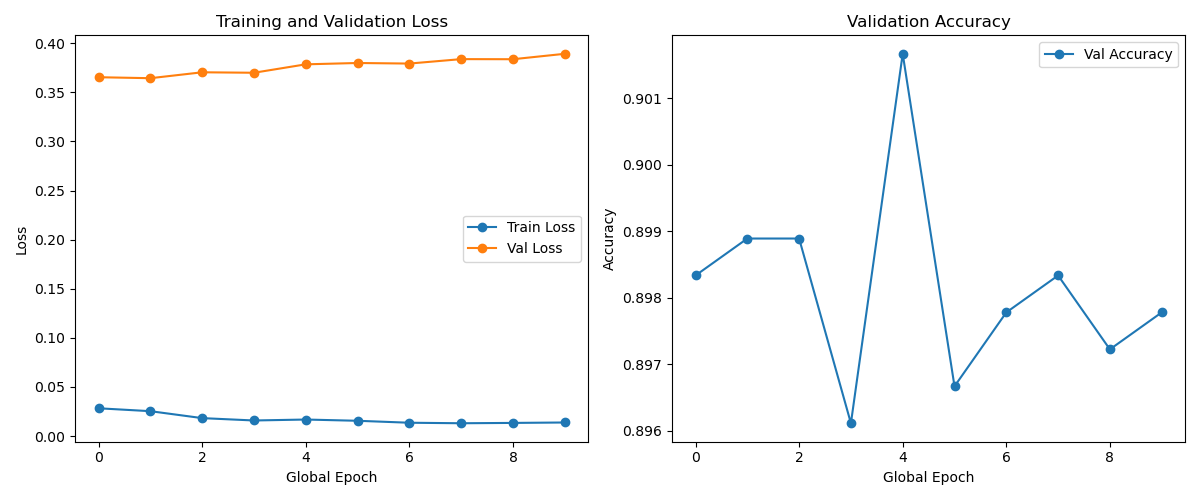 Training and Validation Loss
Loss
0.40
0.35
0.30
0.25
0.20
0.15
0.10
0.05
0.00
Train Loss
Val Loss
0 2 4 6 8
Global Epoch
Validation Accuracy
Accuracy
0.901
0.900
0.899
0.898
0.897
0.896
Val Accuracy
0 2 4 6 8
Global Epoch